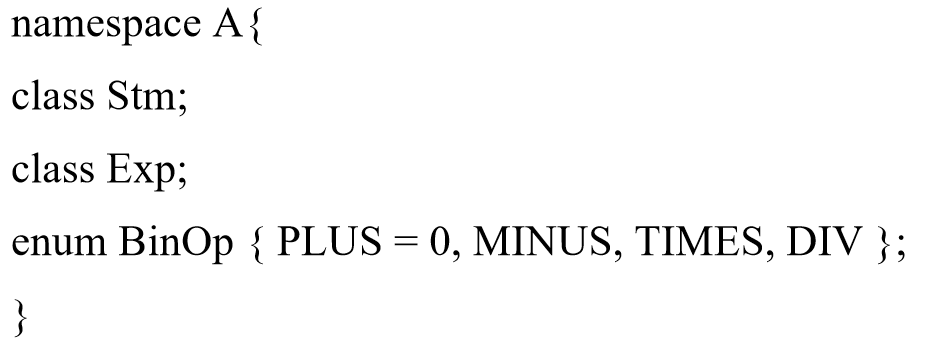 namespace A{
class Stm;
class Exp;
enum BinOp { PLUS = 0, MINUS, TIMES, DIV };
}